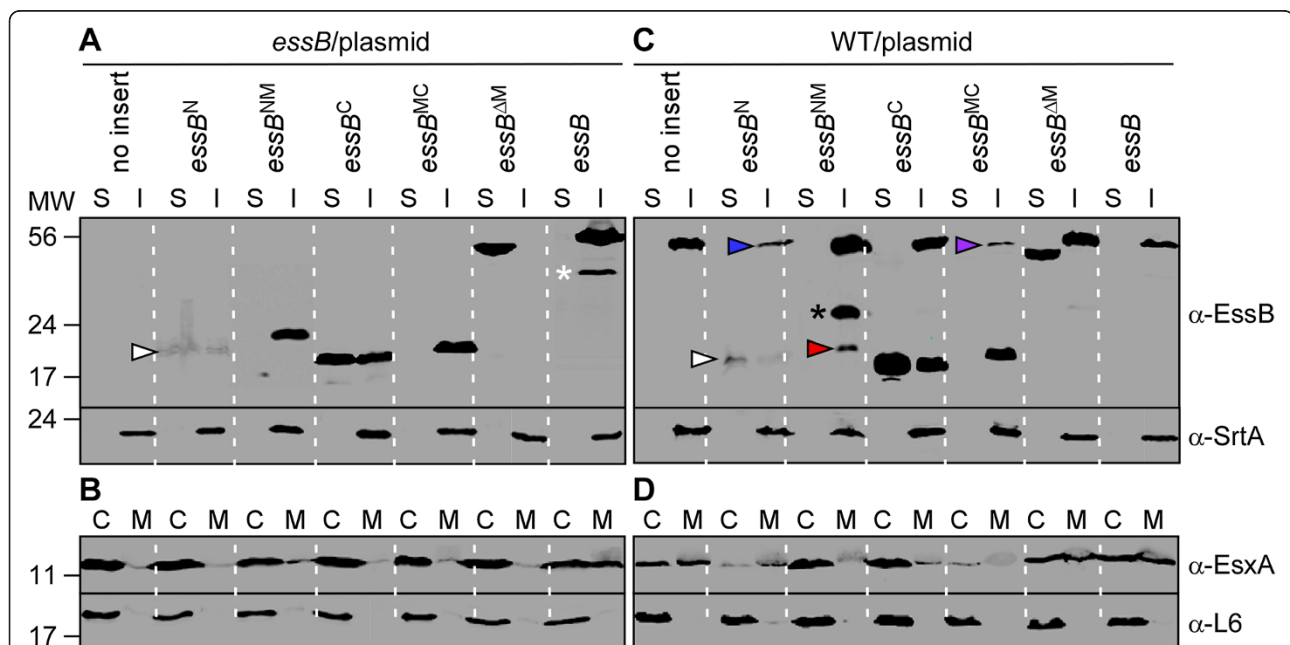 A essB/plasmid
no insert essBN essBNM essBC essBMC essBΔM essB
MW S I S I S I S I S I S I S I
56
24
17
24
*
B
C M C M C M C M C M C M C M
11
17
C WT/plasmid
no insert essBN essBNM essBC essBMC essBΔM essB
S I S I S I S I S I S I S I
*
α-EssB
α-SrtA
D
C M C M C M C M C M C M C M
α-EsxA
α-L6